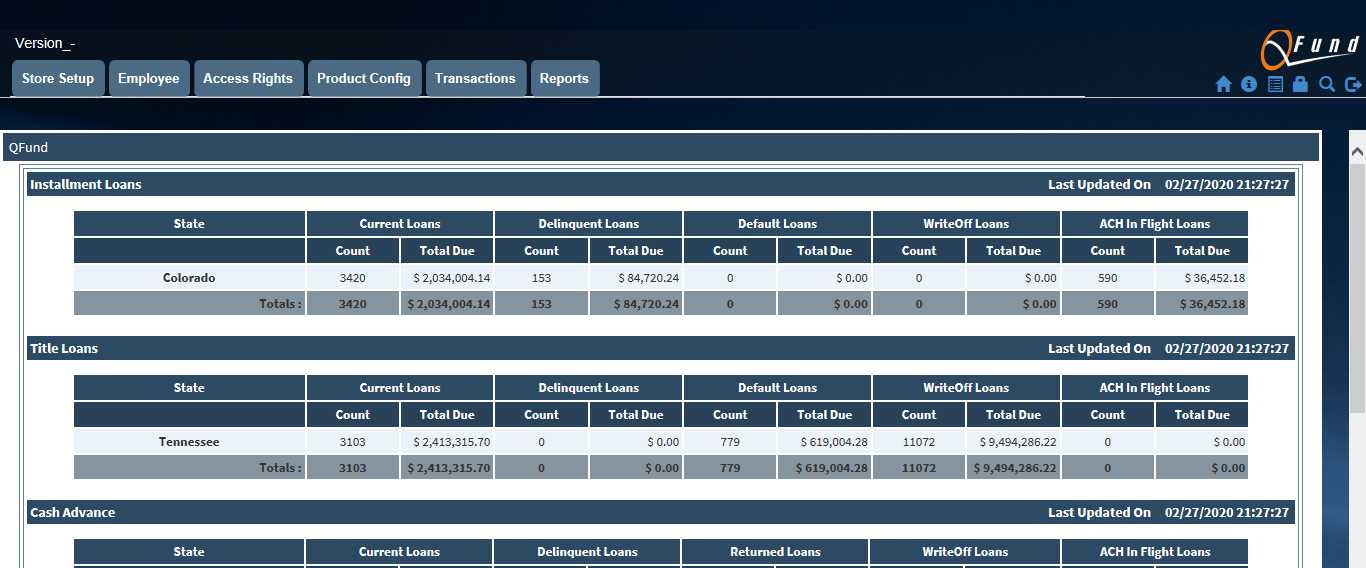 Version_-
QFund
Store Setup Employee Access Rights Product Config Transactions Reports
QFund
Installment Loans Last Updated On 02/27/2020 21:27:27
State Current Loans Delinquent Loans Default Loans WriteOff Loans ACH In Flight Loans
Count Total Due Count Total Due Count Total Due Count Total Due Count Total Due
Colorado 3420 $ 2,034,004.14 153 $ 84,720.24 0 $ 0.00 0 $ 0.00 590 $ 36,452.18
Totals : 3420 $ 2,034,004.14 153 $ 84,720.24 0 $ 0.00 0 $ 0.00 590 $ 36,452.18
Title Loans Last Updated On 02/27/2020 21:27:27
State Current Loans Delinquent Loans Default Loans WriteOff Loans ACH In Flight Loans
Count Total Due Count Total Due Count Total Due Count Total Due Count Total Due
Tennessee 3103 $ 2,413,315.70 0 $ 0.00 779 $ 619,004.28 11072 $ 9,494,286.22 0 $ 0.00
Totals : 3103 $ 2,413,315.70 0 $ 0.00 779 $ 619,004.28 11072 $ 9,494,286.22 0 $ 0.00
Cash Advance Last Updated On 02/27/2020 21:27:27
State Current Loans Delinquent Loans Returned Loans WriteOff Loans ACH In Flight Loans